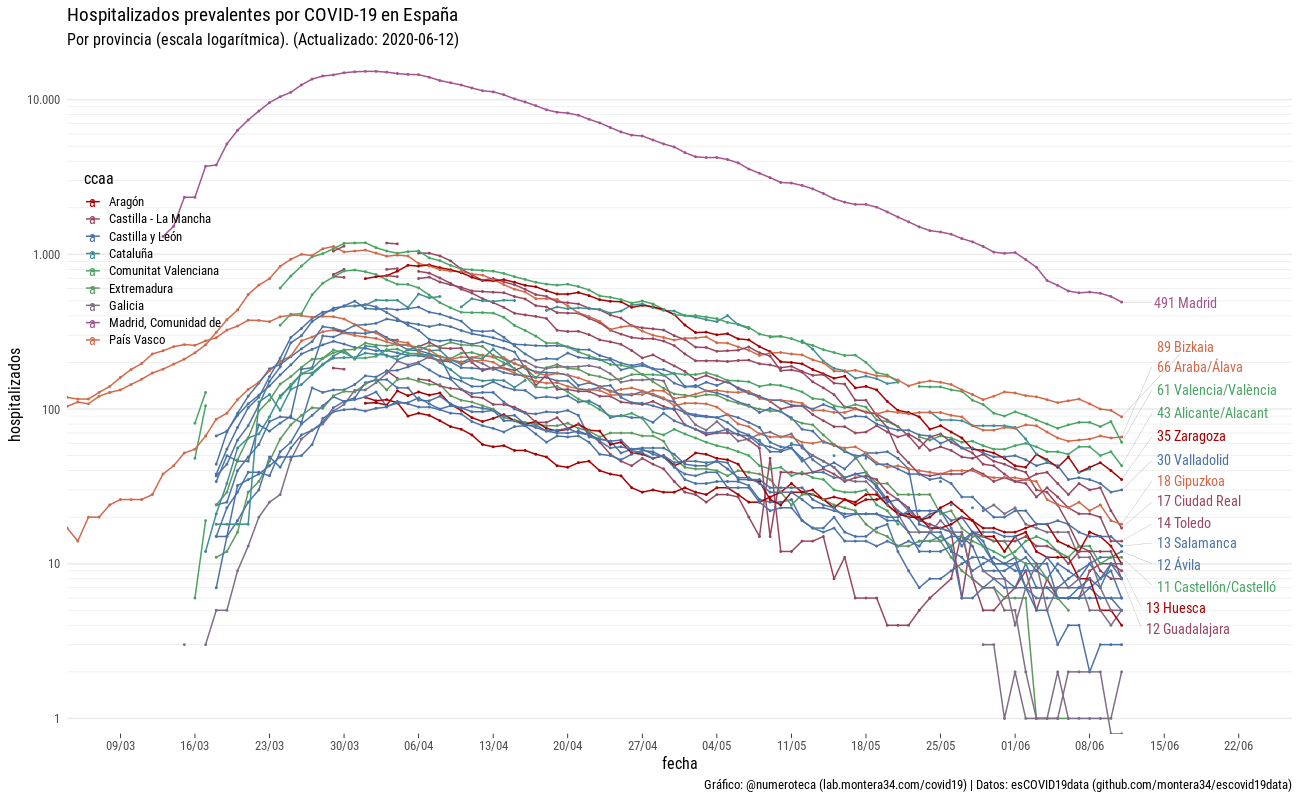 Hospitalizados prevalentes por COVID-19 en España
Por provincia (escala logarítmica). (Actualizado: 2020-06-12)
hospitalizados
10.000
1.000
100
10
1
ccaa
Aragón
Castilla - La Mancha
Castilla y León
Cataluña
Comunitat Valenciana
Extremadura
Galicia
Madrid, Comunidad de
País Vasco
491 Madrid
89 Bizkaia
66 Araba/Álava
61 Valencia/València
43 Alicante/Alacant
35 Zaragoza
30 Valladolid
18 Gipuzkoa
17 Ciudad Real
14 Toledo
13 Salamanca
12 Ávila
11 Castellón/Castelló
13 Huesca
12 Guadalajara
09/03
16/03
23/03
30/03
06/04
13/04
20/04
27/04
04/05
11/05
18/05
25/05
01/06
08/06
15/06
22/06
fecha
Gráfico: @numeroteca (lab.montera34.com/covid19) | Datos: esCOVID19data (github.com/montera34/escovid19data)